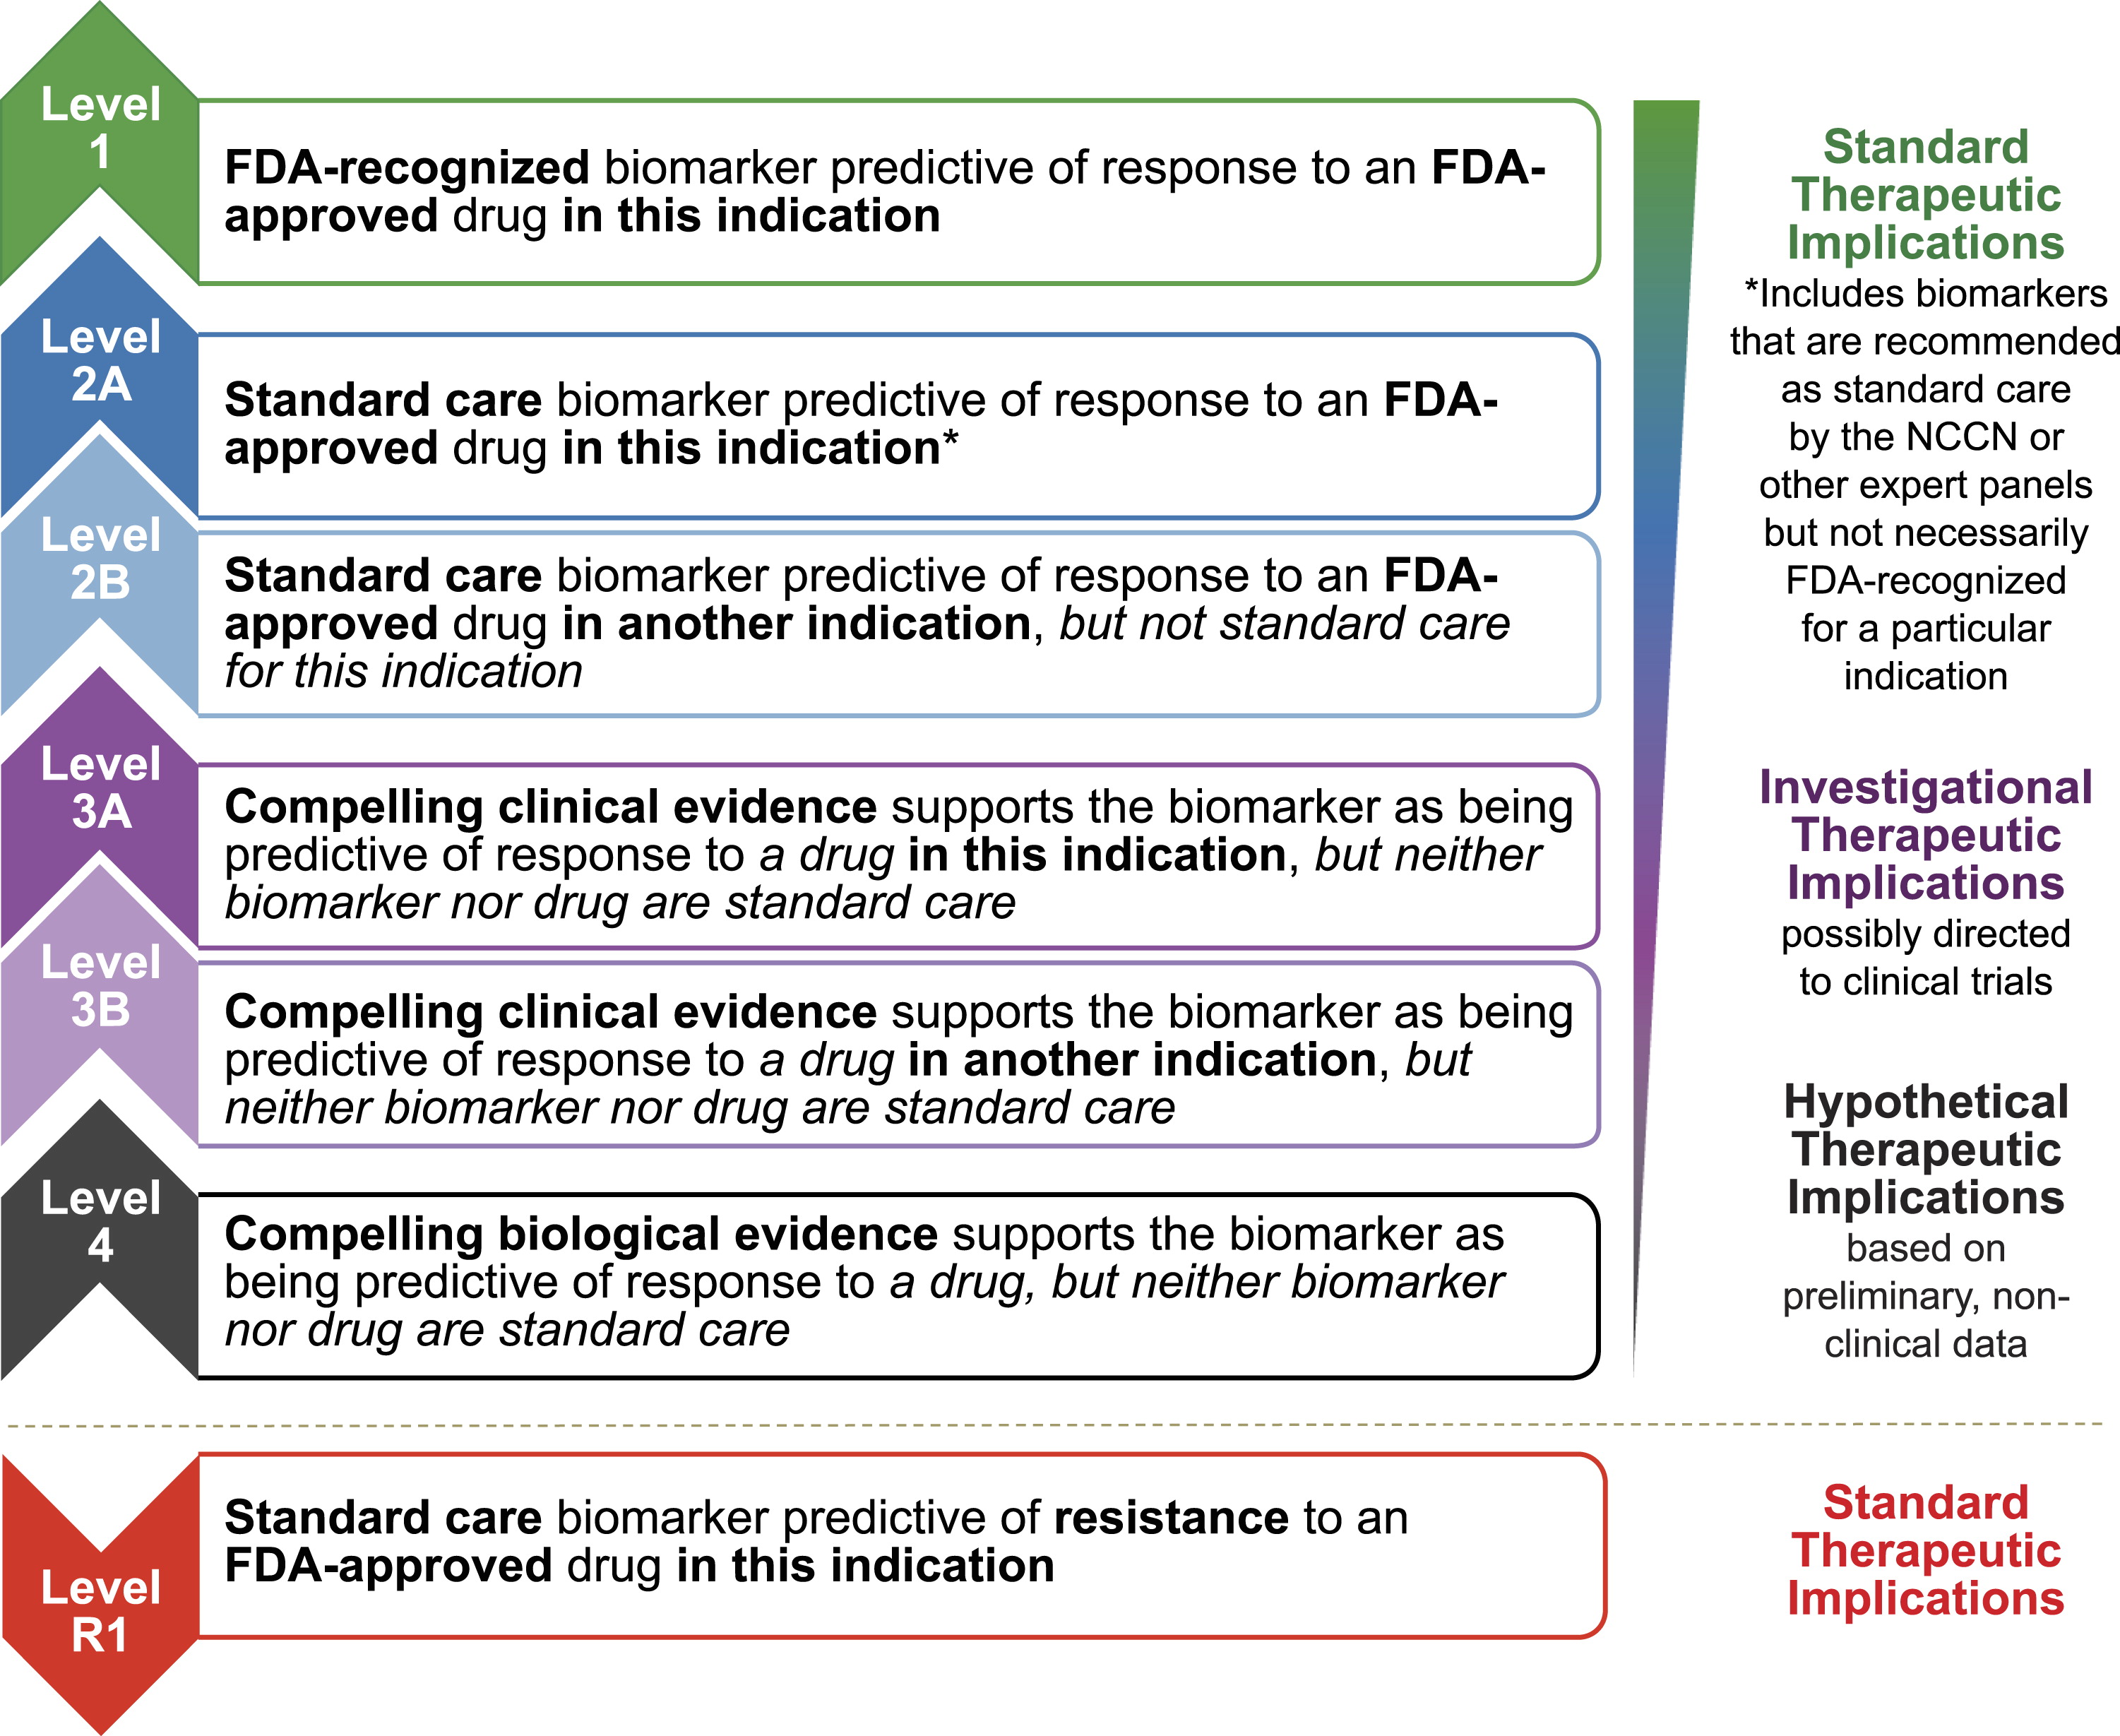 Level
1
FDA-recognized biomarker predictive of response to an FDA-
approved drug in this indication
Level
2A
Standard care biomarker predictive of response to an FDA-
approved drug in this indication*
Level
2B
Standard care biomarker predictive of response to an FDA-
approved drug in another indication, but not standard care
for this indication
Standard
Therapeutic
Implications
*Includes biomarkers
that are recommended
as standard care
by the NCCN or
other expert panels
but not necessarily
FDA-recognized
for a particular
indication
Level
3A
Compelling clinical evidence supports the biomarker as being
predictive of response to a drug in this indication, but neither
biomarker nor drug are standard care
Level
3B
Compelling clinical evidence supports the biomarker as being
predictive of response to a drug in another indication, but
neither biomarker nor drug are standard care
Investigational
Therapeutic
Implications
possibly directed
to clinical trials
Level
4
Compelling biological evidence supports the biomarker as
being predictive of response to a drug, but neither biomarker
nor drug are standard care
Hypothetical
Therapeutic
Implications
based on
preliminary, non-
clinical data
Level
R1
Standard care biomarker predictive of resistance to an
FDA-approved drug in this indication
Standard
Therapeutic
Implications